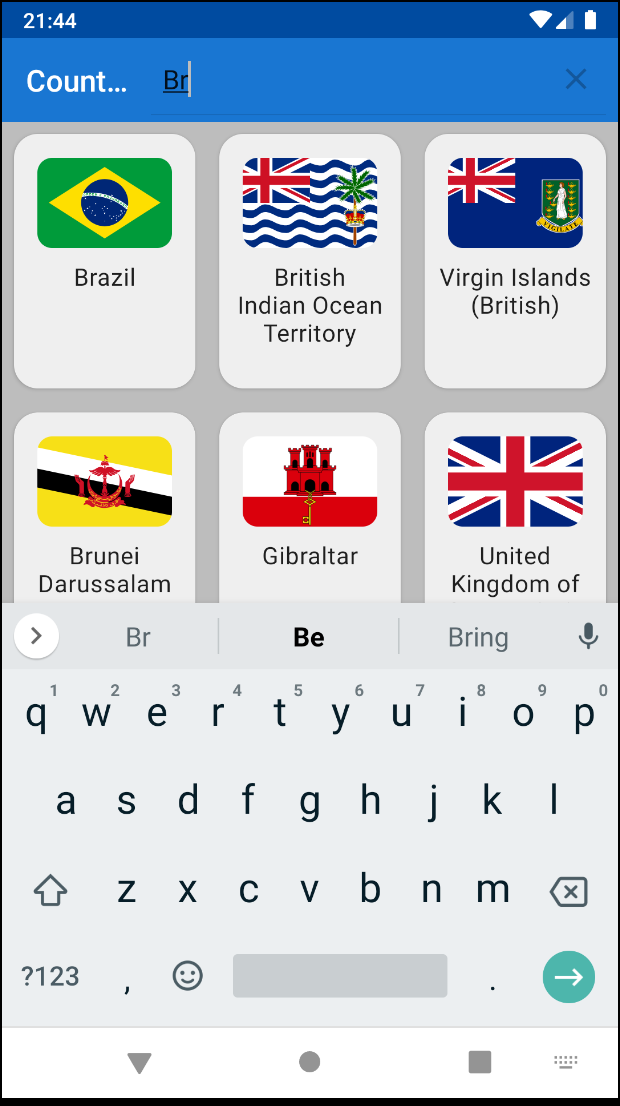 21:44
Count... Br
Brazil
British
Indian Ocean
Territory
Virgin Islands
(British)
Brunei
Darussalam
Gibraltar
United
Kingdom of
Br Be Bring
1 2 3 4 5 6 7 8 9 0
q w e r t y u i o p
a s d f g h j k l
z x c v b n m
?123 , .